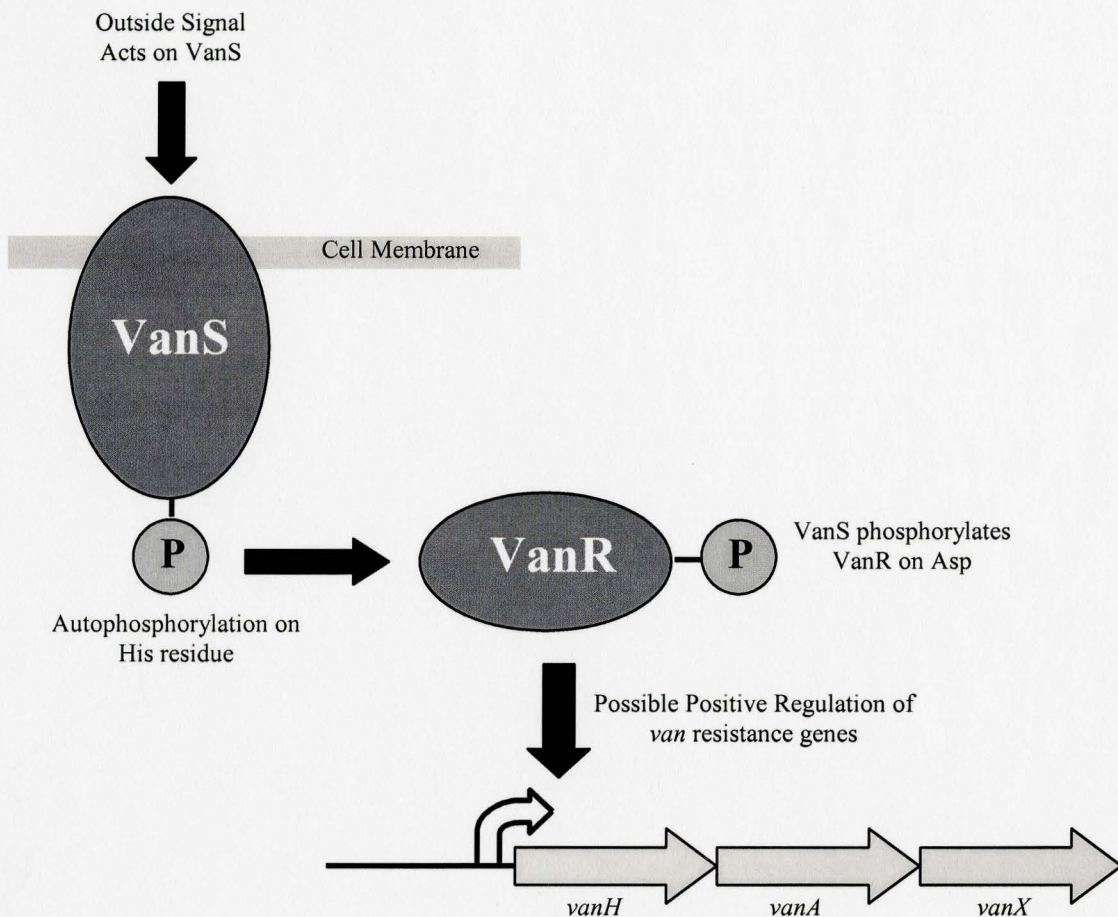 Outside Signal
Acts on VanS
Cell Membrane
VanS
P
Autophosphorylation on
His residue
VanR
P
VanS phosphorylates
VanR on Asp
Possible Positive Regulation of
van resistance genes
vanH
vanA
vanX